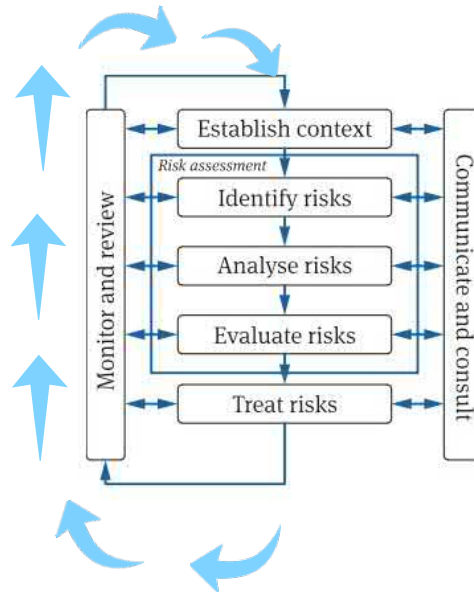 Establish context
Risk assessment
Identify risks
Analyse risks
Evaluate risks
Treat risks
Monitor and review
Communicate and consult